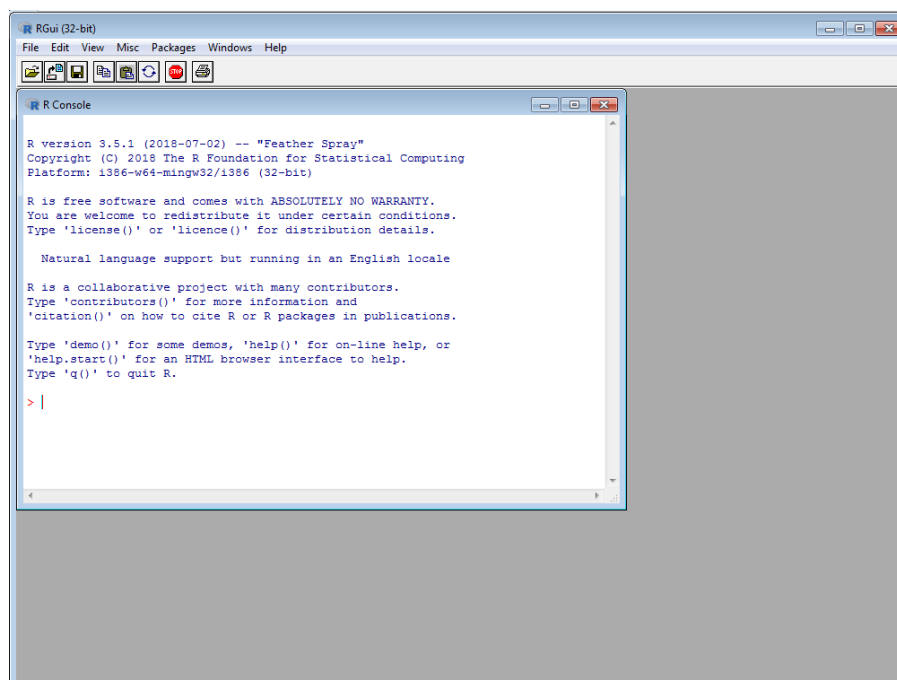 RGui (32-bit)
File Edit View Misc Packages Windows Help
STOP
R Console
R version 3.5.1 (2018-07-02) -- "Feather Spray"
Copyright (C) 2018 The R Foundation for Statistical Computing
Platform: i386-w64-mingw32/i386 (32-bit)
R is free software and comes with ABSOLUTELY NO WARRANTY.
You are welcome to redistribute it under certain conditions.
Type 'license()' or 'licence()' for distribution details.
Natural language support but running in an English locale
R is a collaborative project with many contributors.
Type 'contributors()' for more information and
'citation()' on how to cite R or R packages in publications.
Type 'demo()' for some demos, 'help()' for on-line help, or
'help.start()' for an HTML browser interface to help.
Type 'q()' to quit R.
>